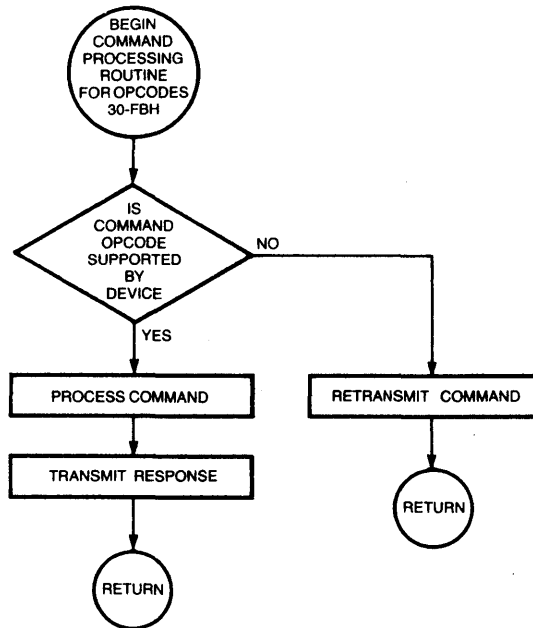 BEGIN
COMMAND
PROCESSING
ROUTINE
FOR OPCODES
30-FBH
IS
COMMAND
OPCODE
SUPPORTED
BY
DEVICE
NO
YES
PROCESS COMMAND
RETRANSMIT COMMAND
TRANSMIT RESPONSE
RETURN
RETURN